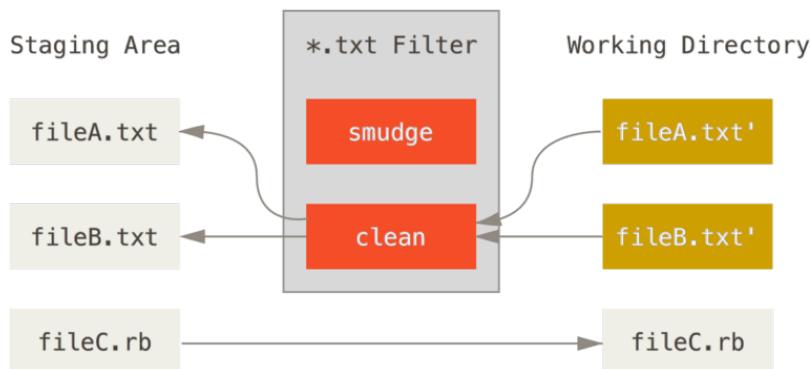 Staging Area
*.txt Filter
Working Directory
fileA.txt
smudge
fileA.txt'
fileB.txt
clean
fileB.txt'
fileC.rb
fileC.rb